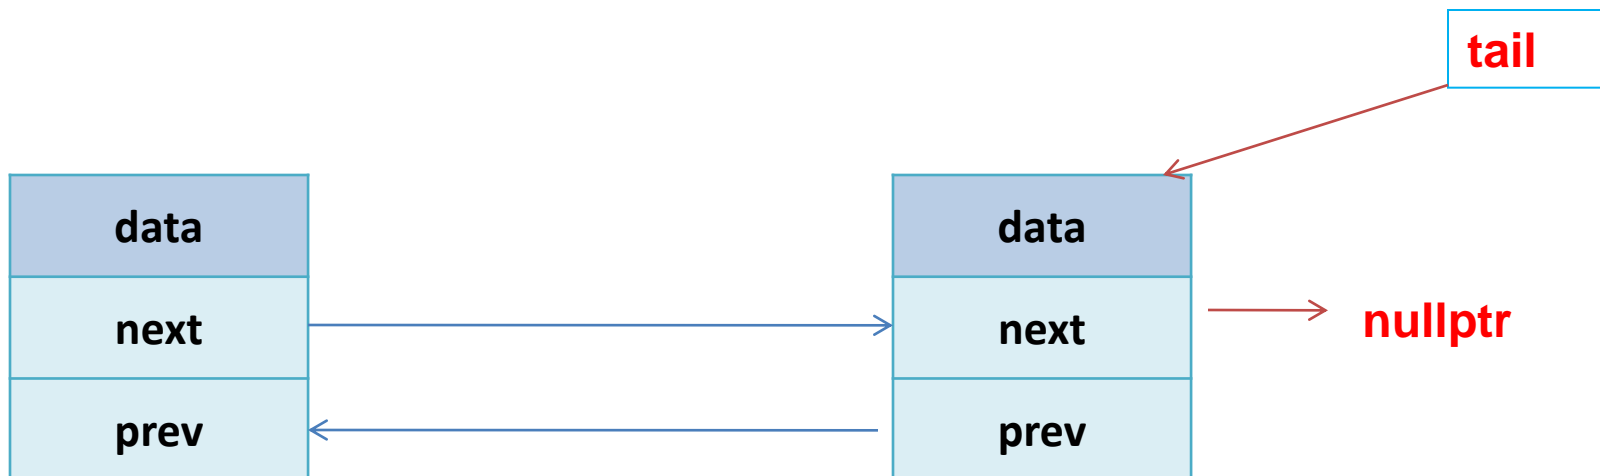 tail
data
data
next
next
nullptr
prev
prev